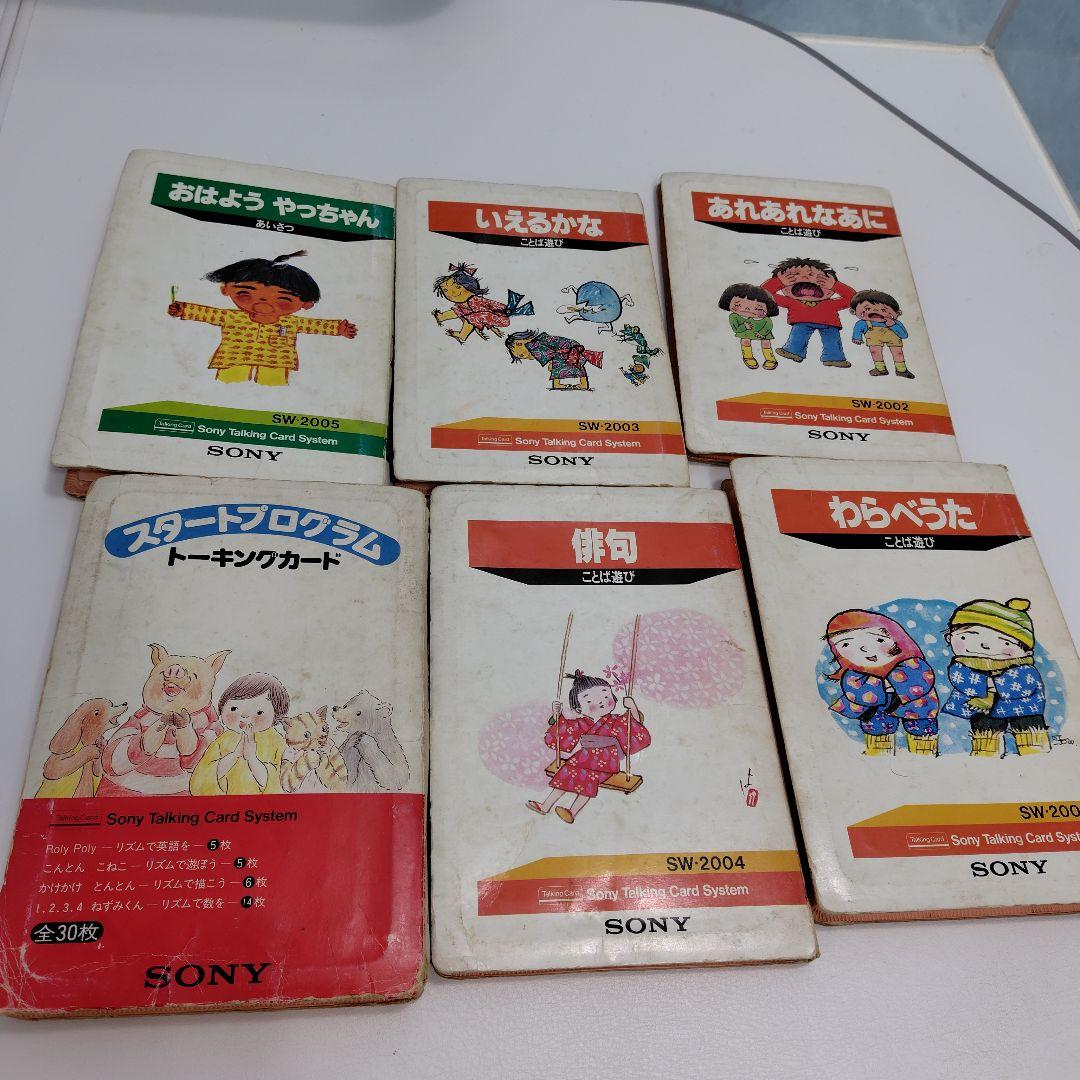 おはよう やっちゃん
あいさつ
SW-2005
Talking Card Sony Talking Card System
SONY
いえるかな
ことば遊び
SW-2003
Talking Card Sony Talking Card System
SONY
あれあれなあに
ことば遊び
SW-2002
Talking Card Sony Talking Card System
SONY
スタートプログラム
トーキングカード
Talking Card Sony Talking Card System
Roly Poly ― リズムで英語を ― 5枚
こんとん こねこ ― リズムで遊ぼう ― 5枚
かけかけ とんとん ― リズムで描こう ― 6枚
1.2.3.4 ねずみくん ― リズムで数を ― 14枚
全30枚
SONY
俳句
ことば遊び
SW-2004
Talking Card Sony Talking Card System
SONY
わらべうた
ことば遊び
SW-200
Talking Card Sony Talking Card Syste
SONY